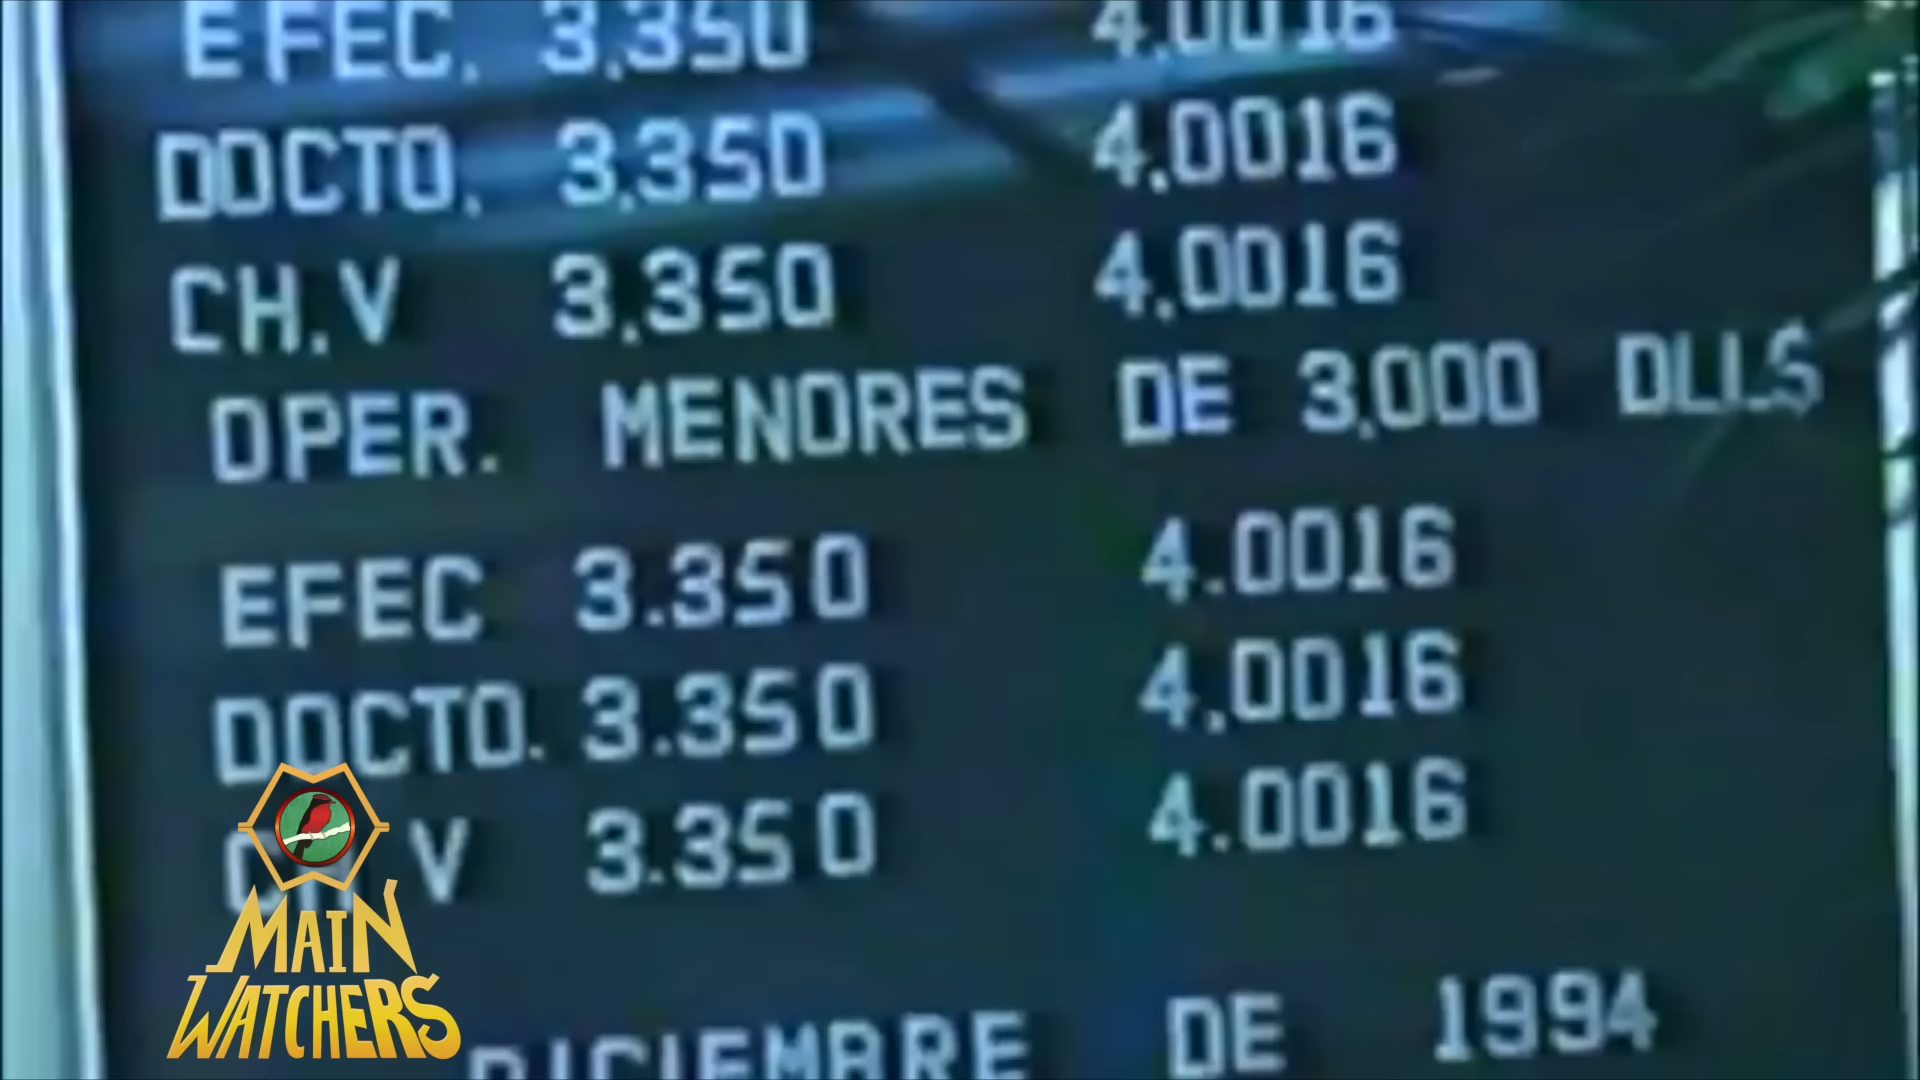 EFEC. 3.350 4.0016
DOCTO. 3.350 4.0016
CH.V 3.350 4.0016
OPER. MENORES DE 3,000 DLLS
EFEC 3.350 4.0016
DOCTO. 3.350 4.0016
CH V 3.350 4.0016
DICIEMBRE DE 1994
MAIN
WATCHERS